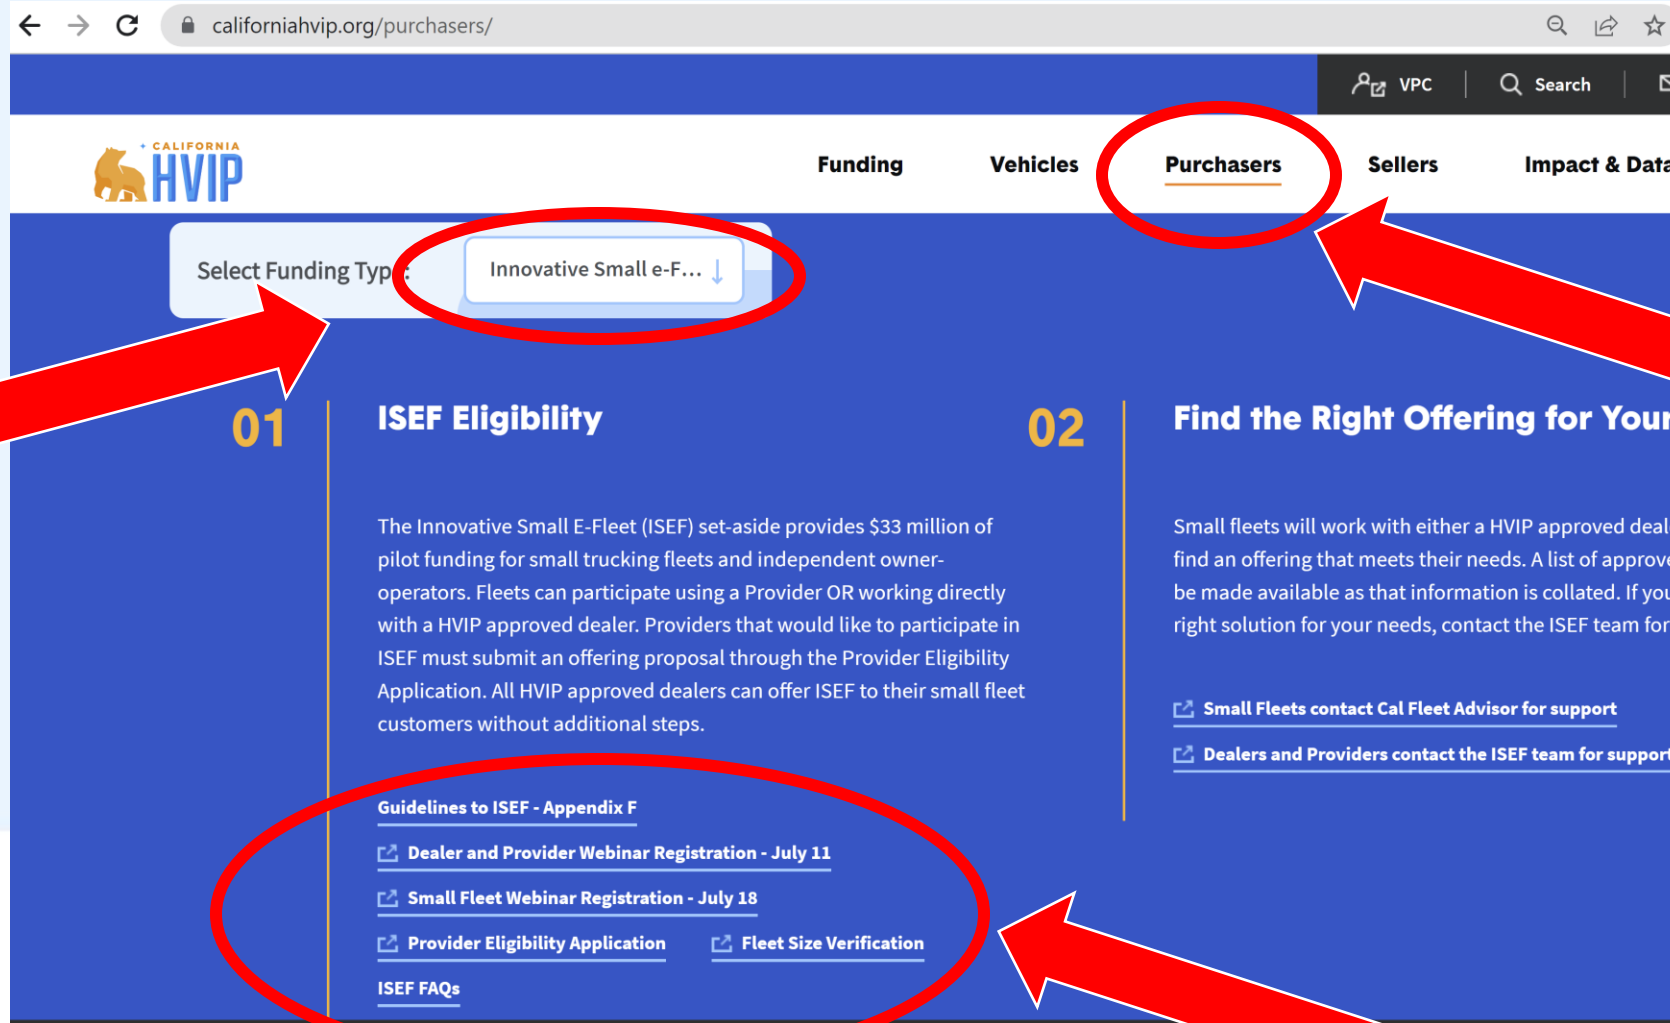 californiahvip.org/purchasers/
VPC
Search
CALIFORNIA
HVIP
Funding
Vehicles
Purchasers
Sellers
Impact & Data
Select Funding Type:
Innovative Small e-F...
01
ISEF Eligibility
The Innovative Small E-Fleet (ISEF) set-aside provides $33 million of
pilot funding for small trucking fleets and independent owner-
operators. Fleets can participate using a Provider OR working directly
with a HVIP approved dealer. Providers that would like to participate in
ISEF must submit an offering proposal through the Provider Eligibility
Application. All HVIP approved dealers can offer ISEF to their small fleet
customers without additional steps.
Guidelines to ISEF - Appendix F
Dealer and Provider Webinar Registration - July 11
Small Fleet Webinar Registration - July 18
Provider Eligibility Application
Fleet Size Verification
ISEF FAQs
02
Find the Right Offering for Your
Small fleets will work with either a HVIP approved
find an offering that meets their needs. A list of
be made available as that information is collated. If
right solution for your needs, contact the ISEF team for
Small Fleets contact Cal Fleet Advisor for support
Dealers and Providers contact the ISEF team for support